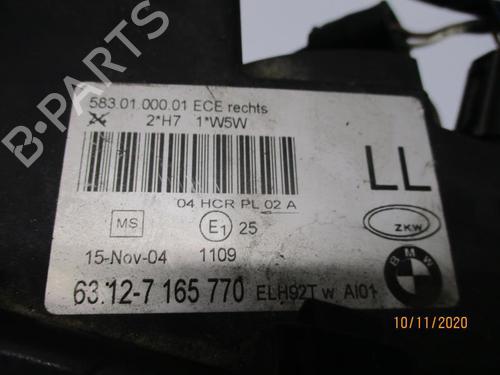 583.01.000.01 ECE rechts
2*H7 1*W5W
LL
04 HCR PL 02 A
MS E1 25
ZKW
15-Nov-04 1109
BMW
63.12-7 165 770 ELH92T w AI01
10/11/2020
B-PARTS